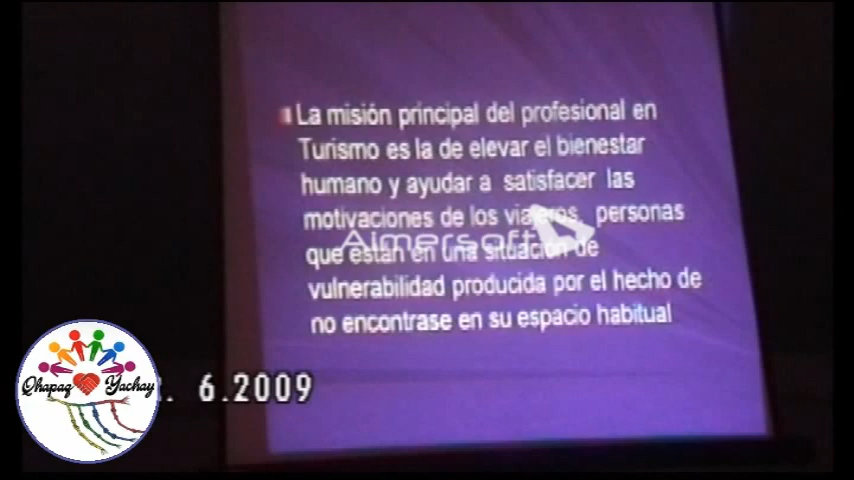 La misión principal del profesional en
Turismo es la de elevar el bienestar
humano y ayudar a satisfacer las
motivaciones de los viajeros, personas
que están en una situación de
vulnerabilidad producida por el hecho de
no encontrase en su espacio habitual
Aimersoft
Qhapaq Yachay
. 6.2009